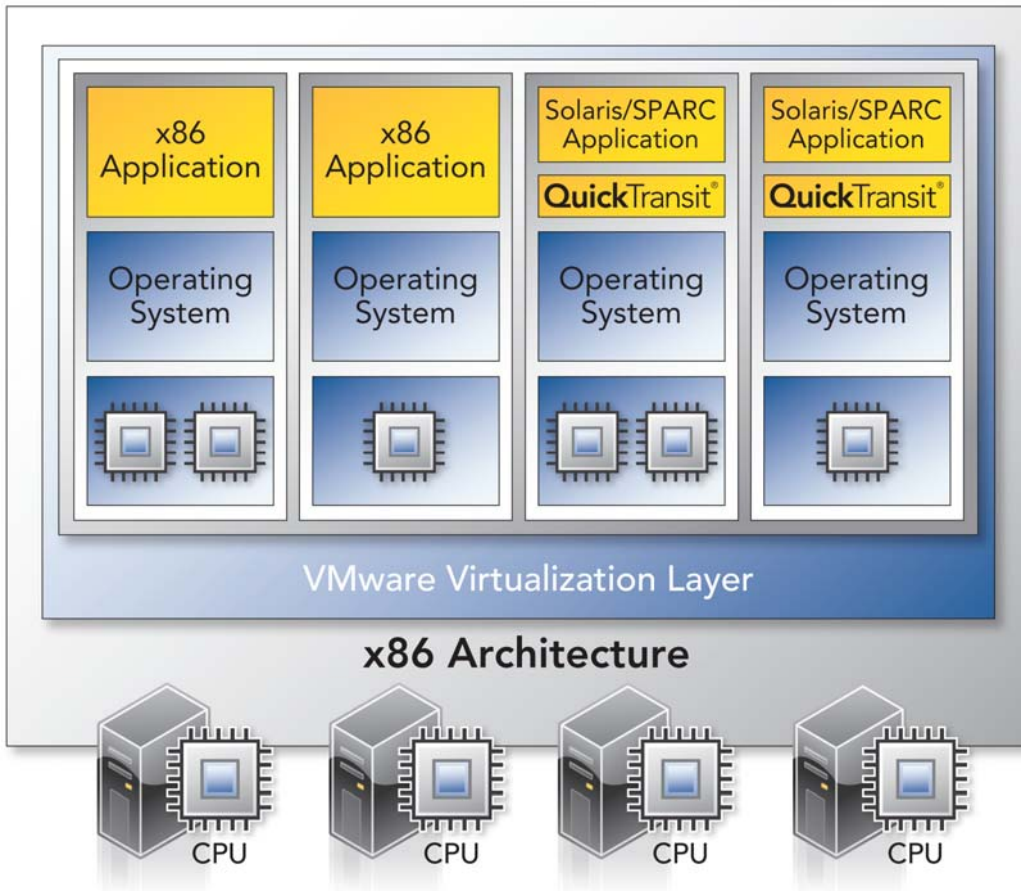 x86
Application
x86
Application
Solaris/SPARC
Application
QuickTransit®
Solaris/SPARC
Application
QuickTransit®
Operating
System
Operating
System
Operating
System
Operating
System
VMware Virtualization Layer
x86 Architecture
CPU
CPU
CPU
CPU